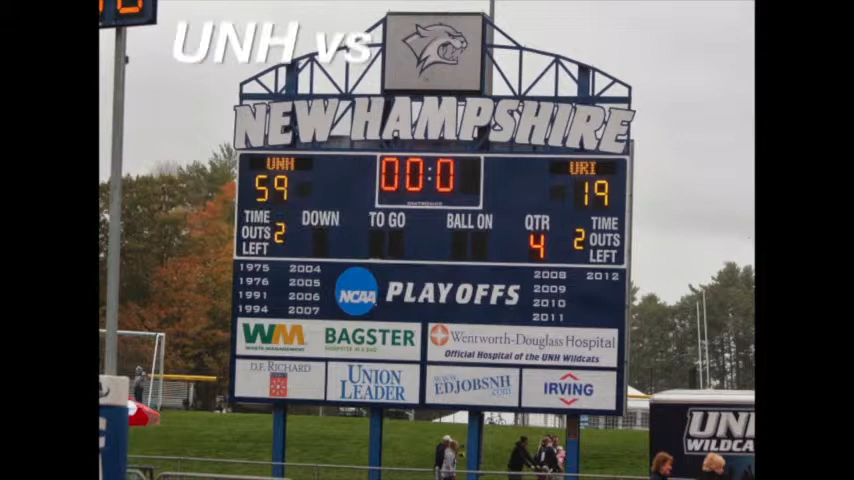 UNH vs
NEW HAMPSHIRE
UNH 00:0 URI
59 19
TIME OUTS LEFT 2 DOWN TO GO BALL ON QTR 4 2 TIME OUTS LEFT
1975 2004 2008 2012
1976 2005 2009
1991 2006 2010
1994 2007 2011
NCAA PLAYOFFS
WM BAGSTER Wentworth-Douglass Hospital
WASTE MANAGEMENT DUMPSTER IN A BAG Official Hospital of the UNH Wildcats
D.F. RICHARD UNION LEADER www.EDJOBSNH.com IRVING
UNH
WILDCA